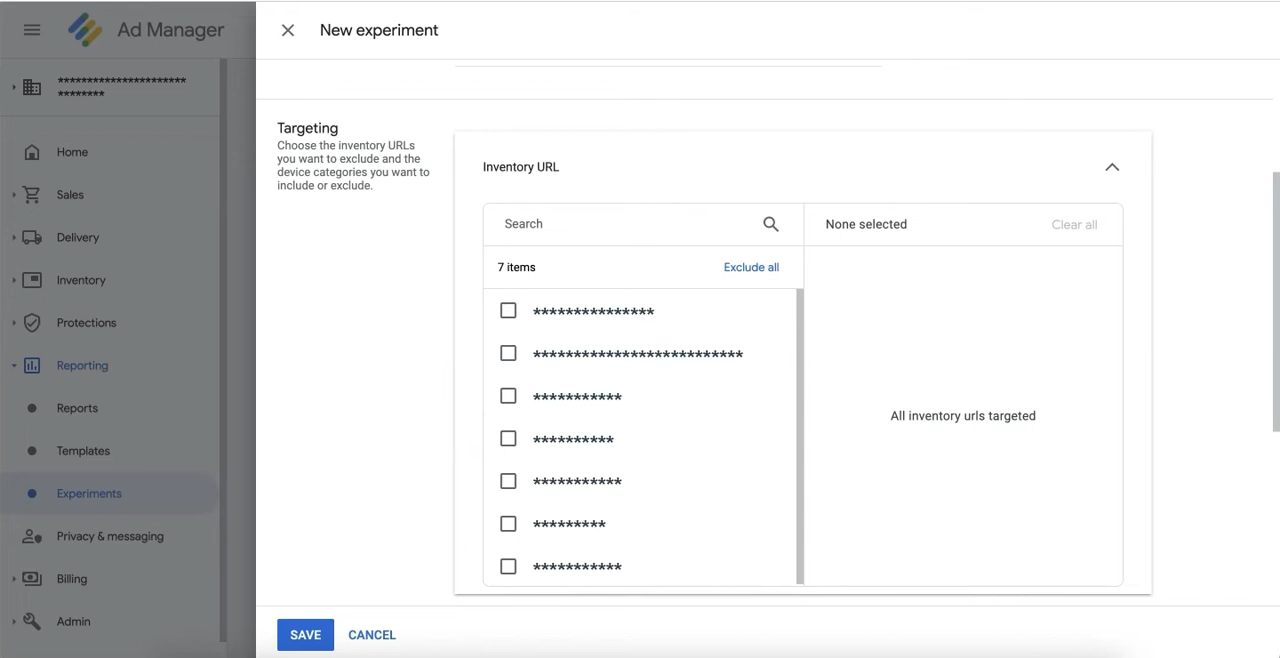 Ad Manager
New experiment
**********************
********
Home
Sales
Delivery
Inventory
Protections
Reporting
Reports
Templates
Experiments
Privacy & messaging
Billing
Admin
Targeting
Choose the inventory URLs
you want to exclude and the
device categories you want to
include or exclude.
Inventory URL
Search
None selected
Clear all
7 items
Exclude all
***************
**************************
***********
**********
***********
*********
***********
All inventory urls targeted
SAVE
CANCEL